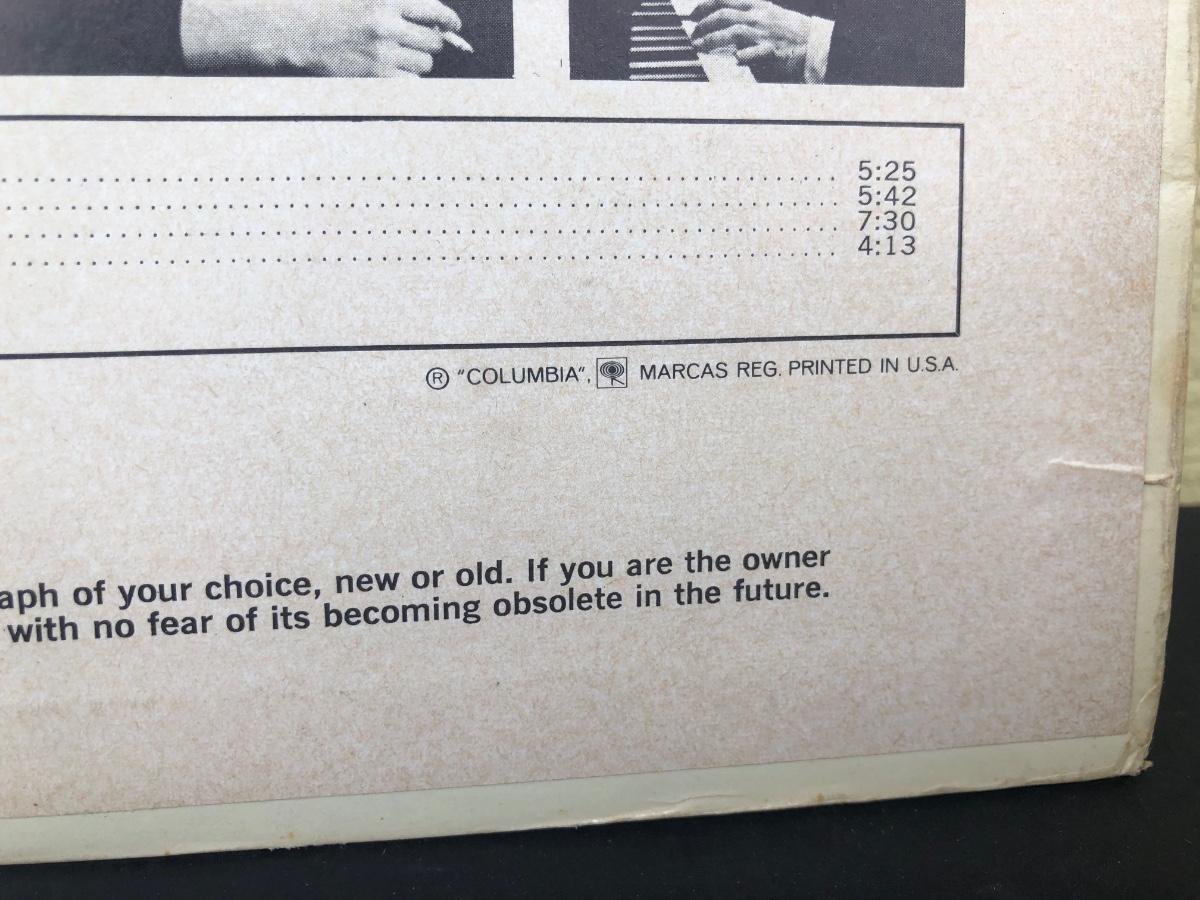 5:25
5:42
7:30
4:13
® "COLUMBIA", MARCAS REG. PRINTED IN U.S.A.
aph of your choice, new or old. If you are the owner
with no fear of its becoming obsolete in the future.